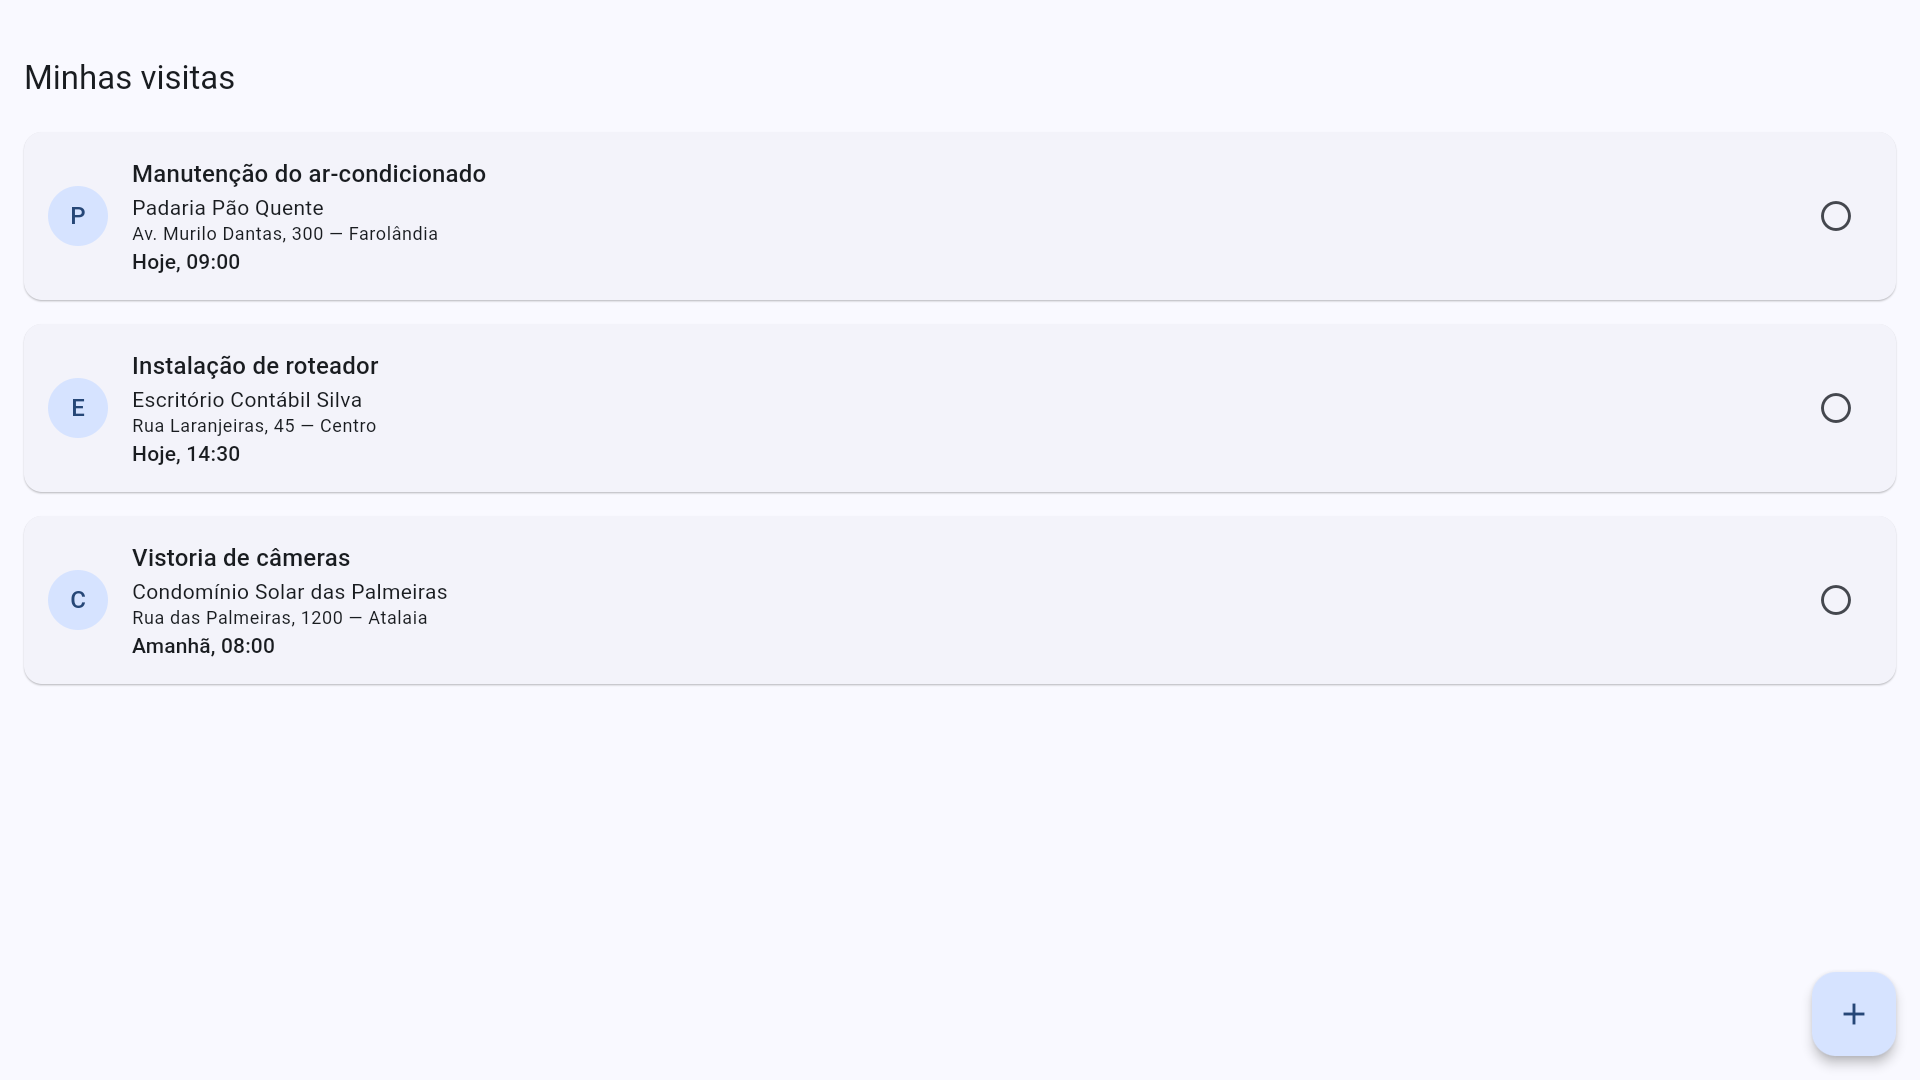 Minhas visitas
Manutenção do ar-condicionado
P
Padaria Pão Quente
Av. Murilo Dantas, 300 — Farolândia
Hoje, 09:00
Instalação de roteador
E
Escritório Contábil Silva
Rua Laranjeiras, 45 — Centro
Hoje, 14:30
Vistoria de câmeras
C
Condomínio Solar das Palmeiras
Rua das Palmeiras, 1200 — Atalaia
Amanhã, 08:00